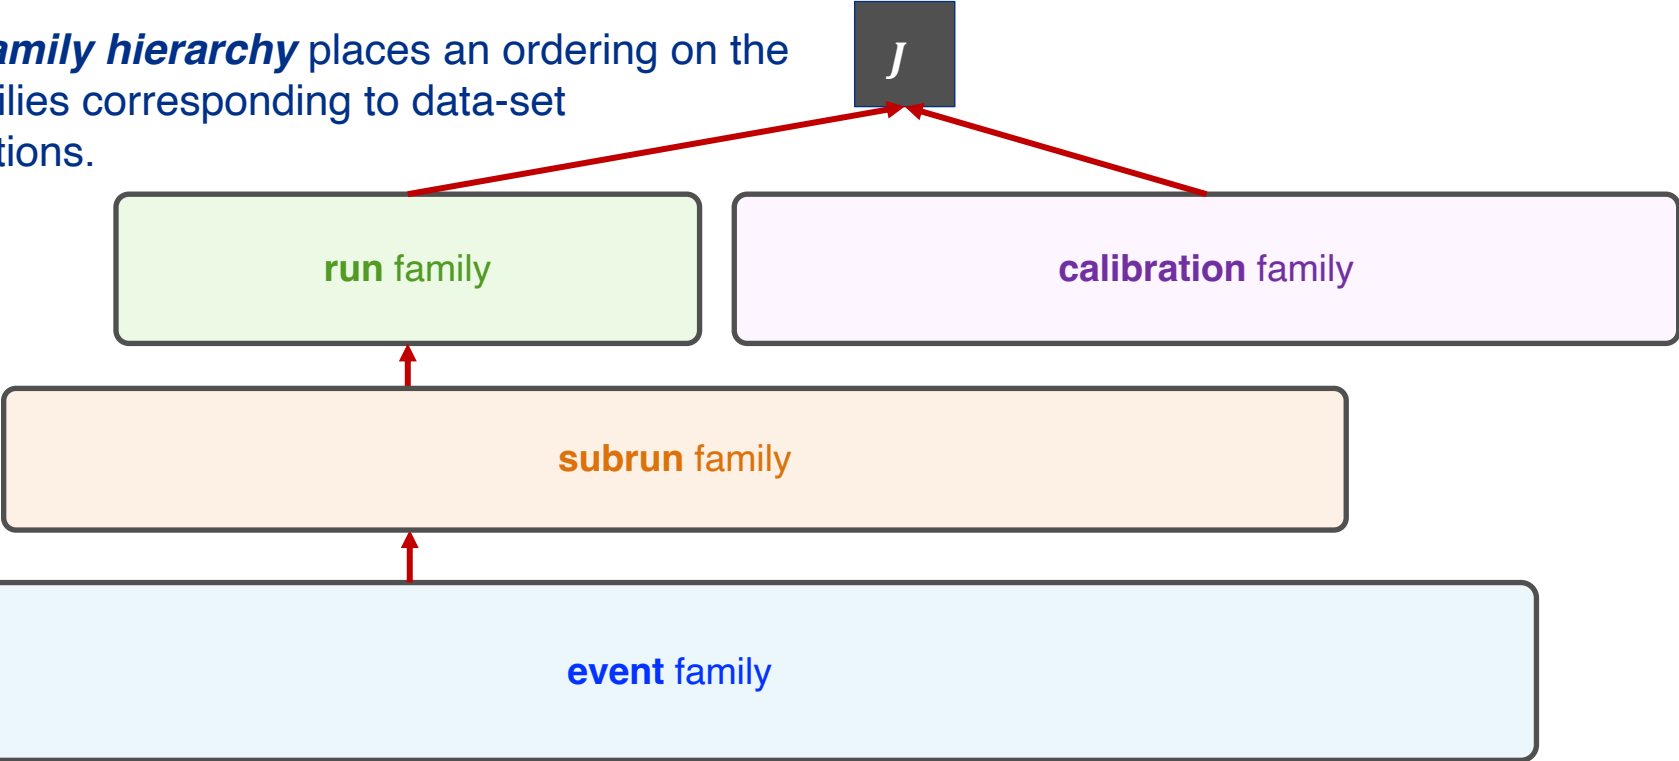 amily hierarchy places an ordering on the
ilies corresponding to data-set
tions.
J
run family
calibration family
subrun family
event family